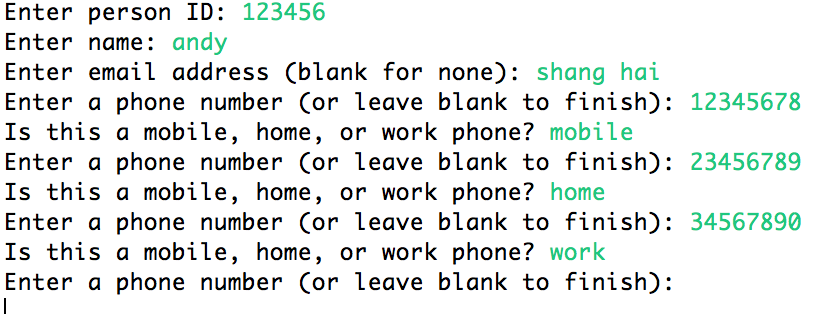 Enter person ID: 123456
Enter name: andy
Enter email address (blank for none): shang hai
Enter a phone number (or leave blank to finish): 12345678
Is this a mobile, home, or work phone? mobile
Enter a phone number (or leave blank to finish): 23456789
Is this a mobile, home, or work phone? home
Enter a phone number (or leave blank to finish): 34567890
Is this a mobile, home, or work phone? work
Enter a phone number (or leave blank to finish):